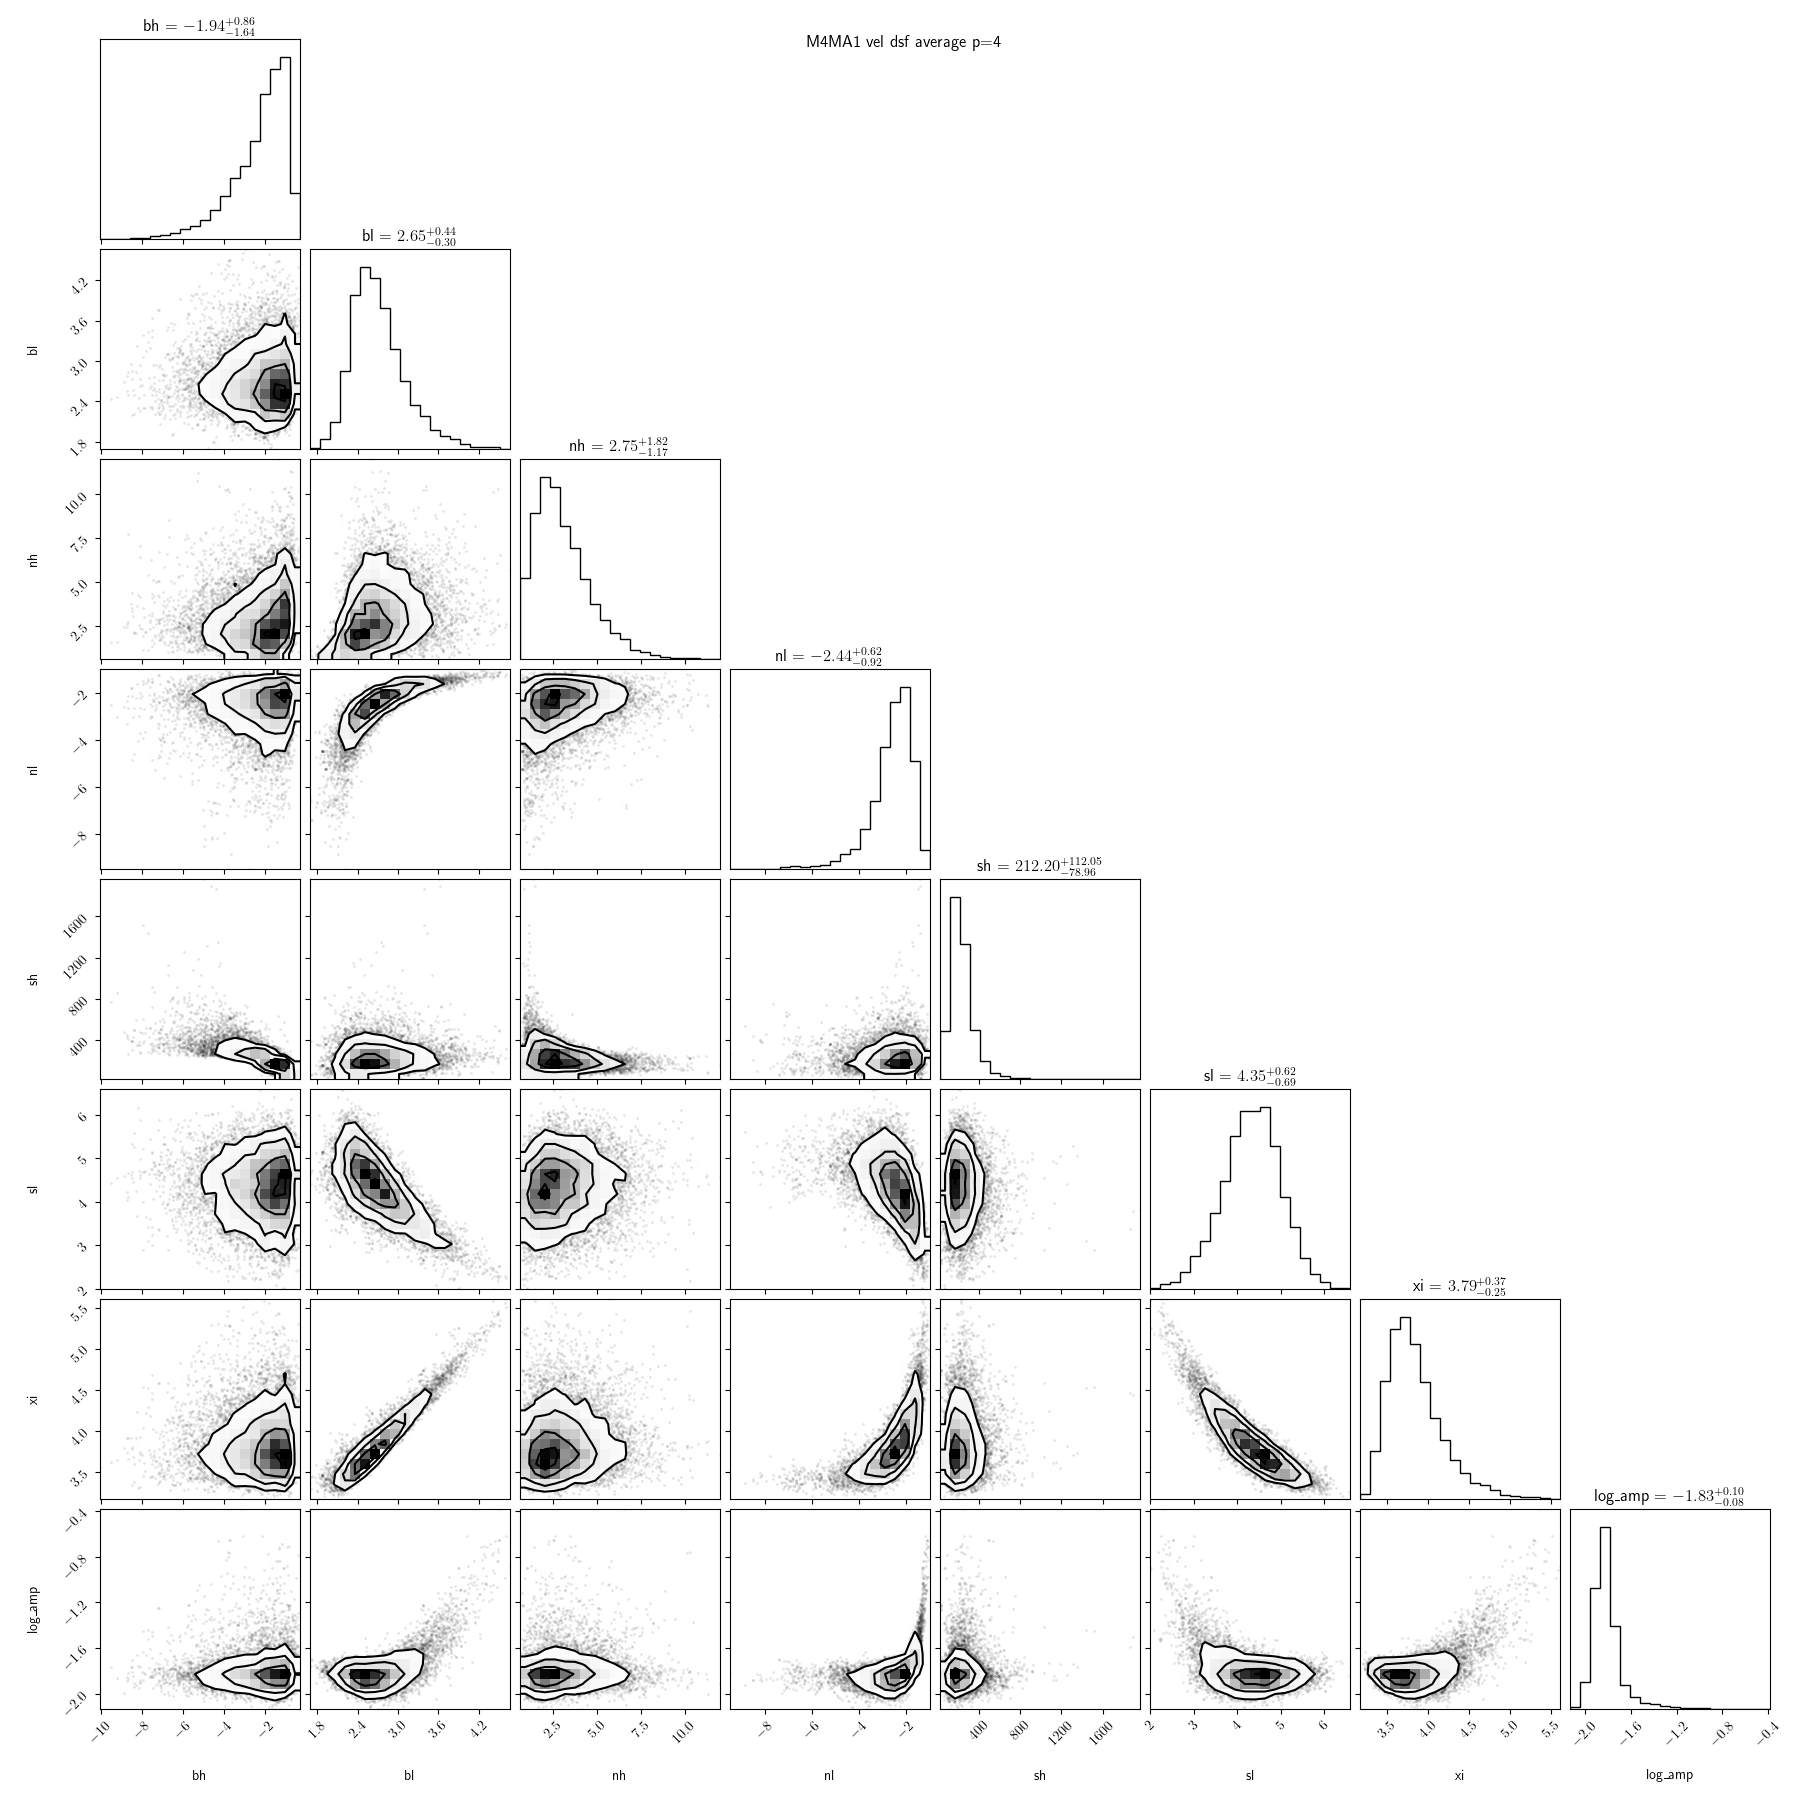 bh = −1.94+0.86−1.64
M4MA1 vel dsf average p=4
bl = 2.65+0.44−0.30
bl
4.2
3.6
3.0
2.4
1.8
nh = 2.75+1.82−1.17
nh
10.0
7.5
5.0
2.5
nl = −2.44+0.62−0.92
nl
−2
−4
−6
−8
sh = 212.20+112.05−78.96
sh
1600
1200
800
400
sl = 4.35+0.62−0.69
sl
6
5
4
3
2
xi = 3.79+0.37−0.25
xi
5.5
5.0
4.5
4.0
3.5
log_amp = −1.83+0.10−0.08
log_amp
−0.4
−0.8
−1.2
−1.6
−2.0
−10 −8 −6 −4 −2 1.8 2.4 3.0 3.6 4.2 2.5 5.0 7.5 10.0 −8 −6 −4 −2 400 800 1200 1600 2 3 4 5 6 3.5 4.0 4.5 5.0 5.5 −2.0 −1.6 −1.2 −0.8 −0.4
bh bl nh nl sh sl xi log_amp